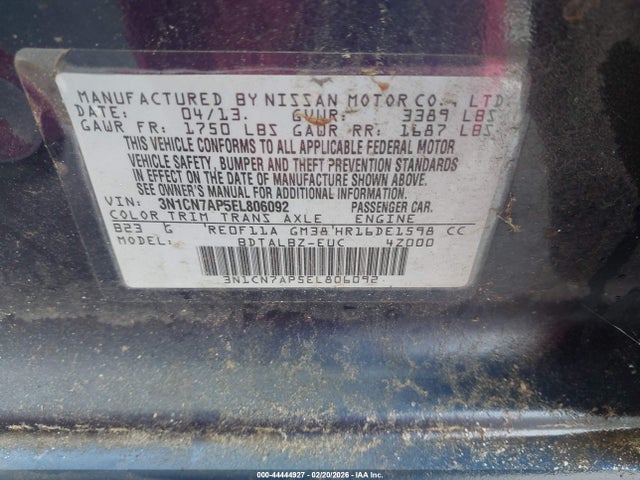 MANUFACTURED BY NISSAN MOTOR CO., LTD.
DATE: 04/13. GVWR: 3389 LBS
GAWR FR: 1750 LBS GAWR RR: 1687 LBS
THIS VEHICLE CONFORMS TO ALL APPLICABLE FEDERAL MOTOR
VEHICLE SAFETY, BUMPER AND THEFT PREVENTION STANDARDS
IN EFFECT ON THE DATE OF MANUFACTURE SHOWN ABOVE.
SEE OWNER'S MANUAL FOR ADDITIONAL INFORMATION
VIN: 3N1CN7AP5EL806092 PASSENGER CAR.
COLOR TRIM TRANS AXLE ENGINE
B23 G RE0F11A GM38 HR16DE1598 CC
MODEL: BDTALBZ-EUC 4Z000
3N1CN7AP5EL806092
000-44444927 - 02/20/2026 - IAA Inc.